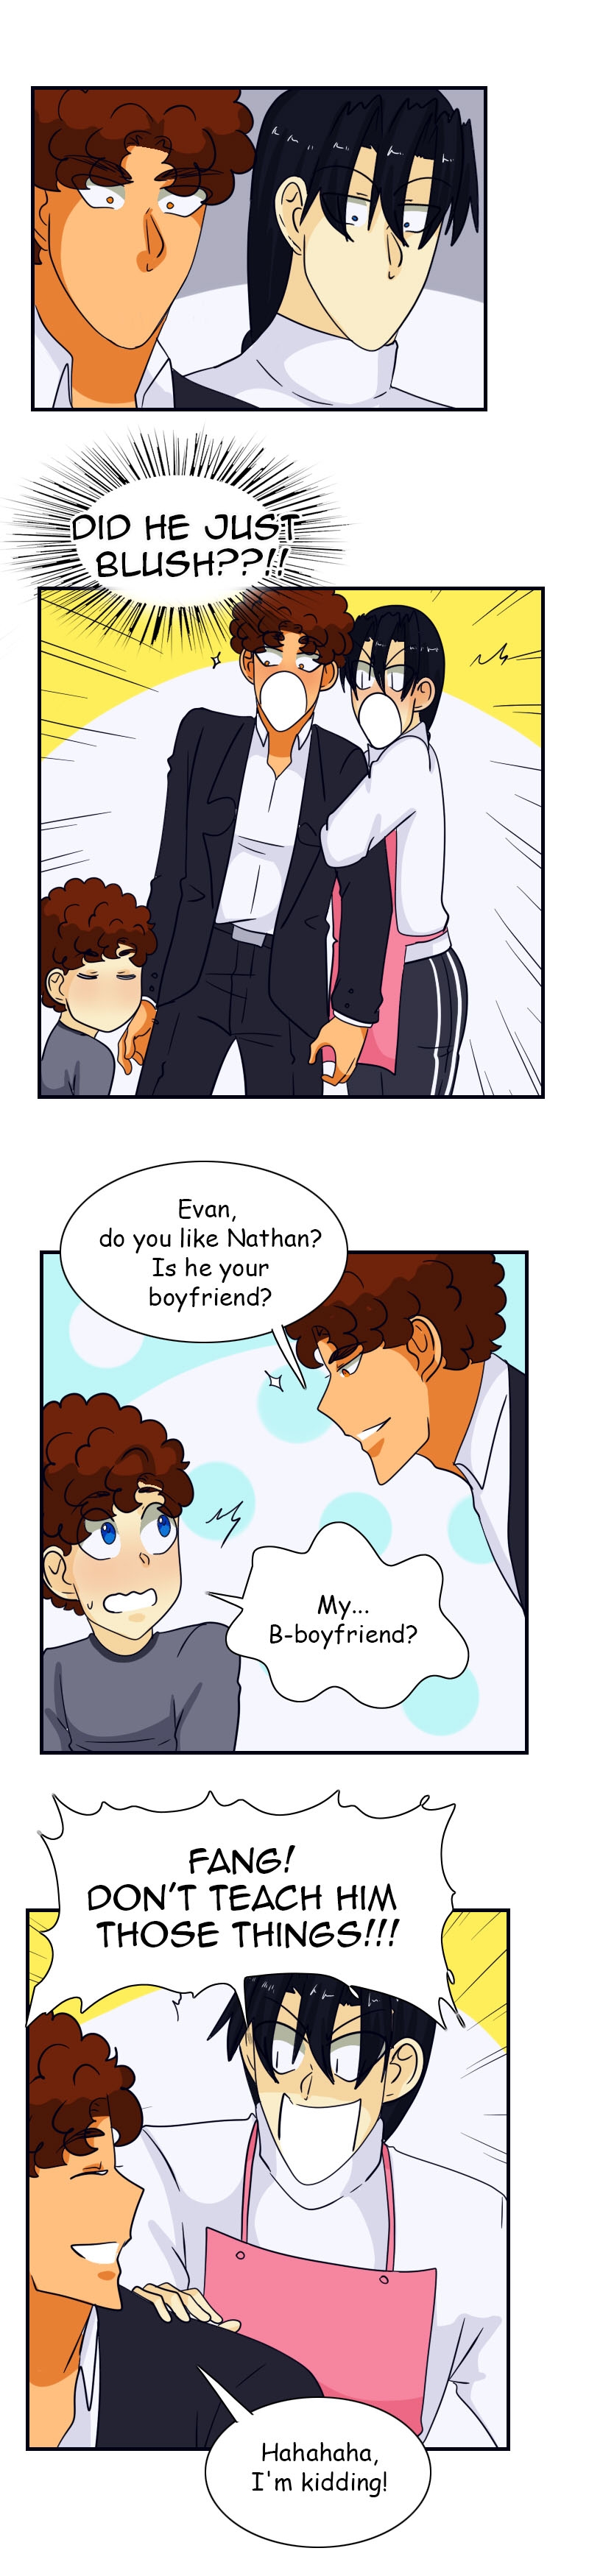 DID HE JUST
BLUSH??!!
Evan,
do you like Nathan?
Is he your
boyfriend?
My...
B-boyfriend?
FANG!
DON'T TEACH HIM
THOSE THINGS!!!
Hahahaha,
I'm kidding!